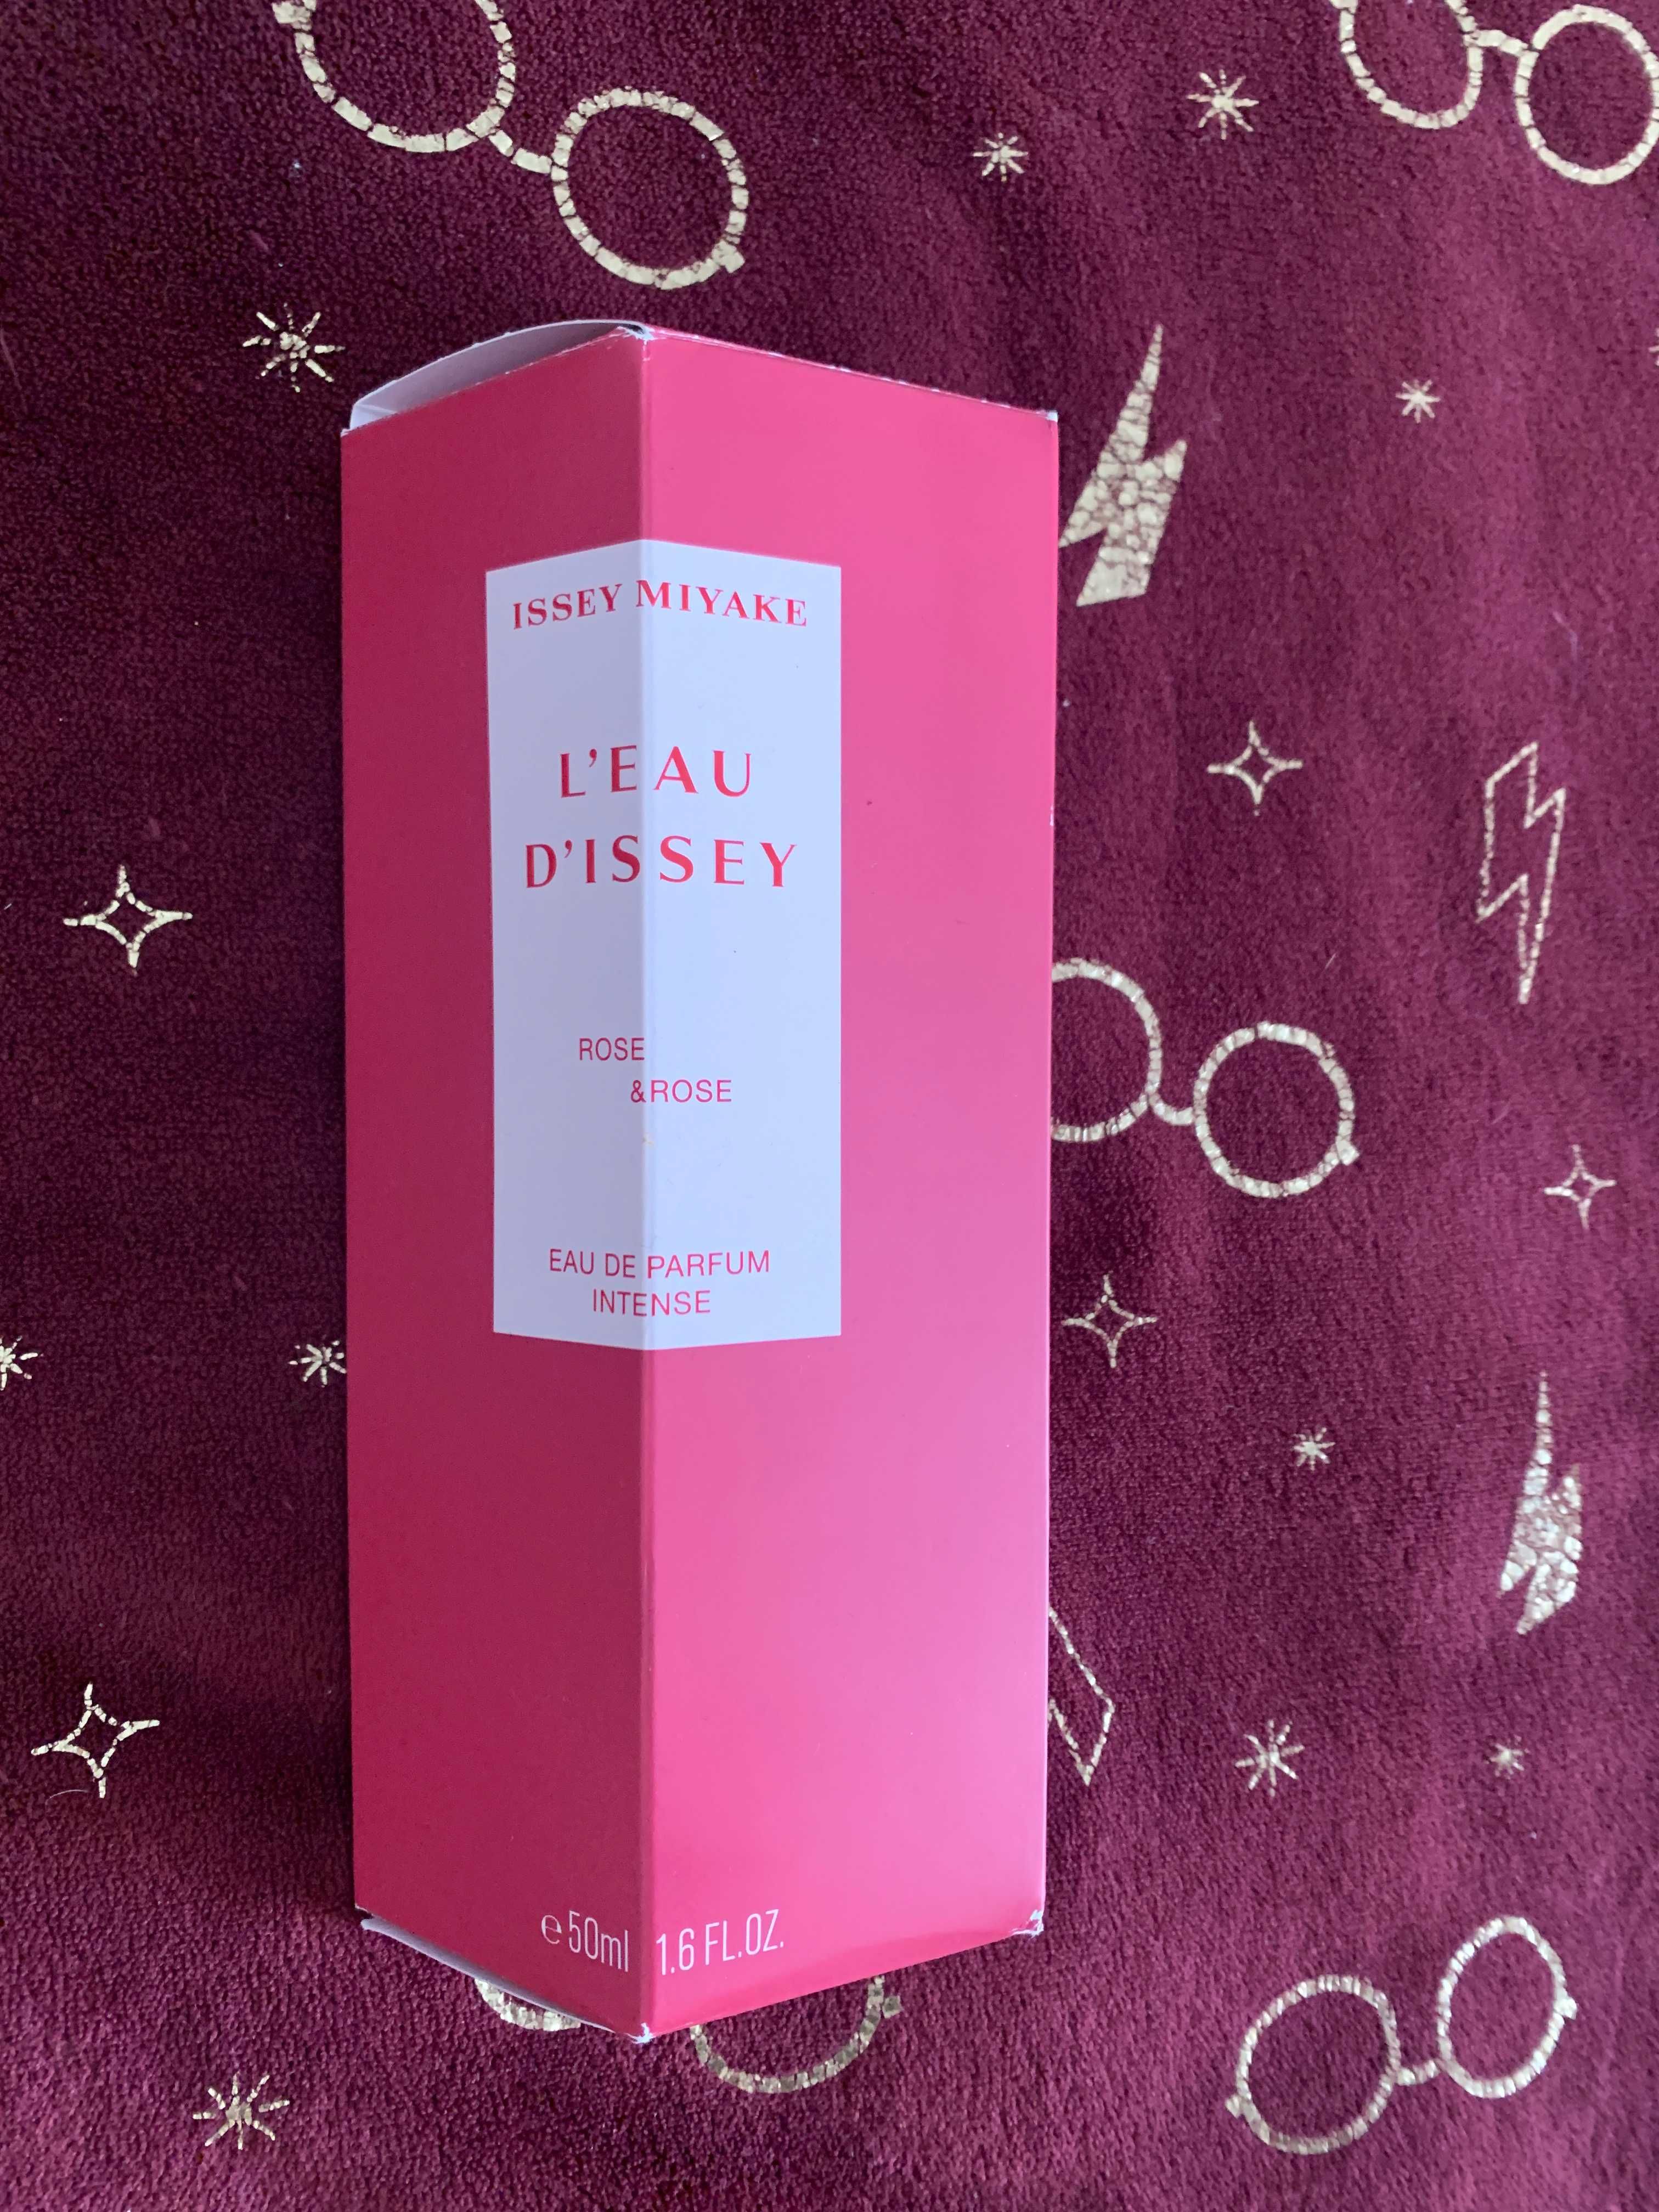 ISSEY MIYAKE
L'EAU
D'ISSEY
ROSE
&ROSE
EAU DE PARFUM
INTENSE
℮50ml 1.6 FL.OZ.